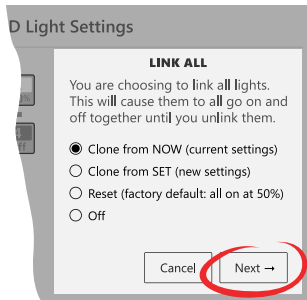 D Light Settings
LINK ALL
You are choosing to link all lights.
This will cause them to all go on and
off together until you unlink them.
Clone from NOW (current settings)
Clone from SET (new settings)
Reset (factory default: all on at 50%)
Off
Cancel
Next →